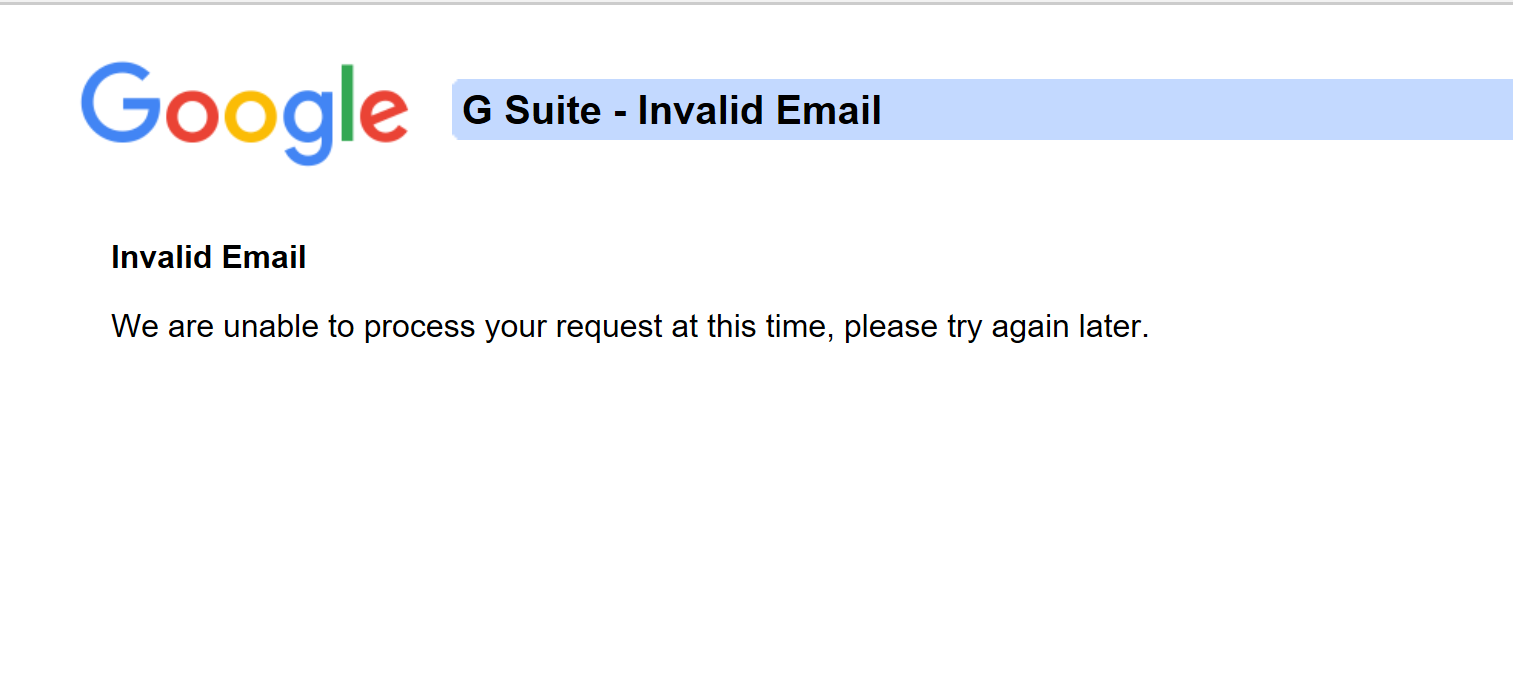 Google
G Suite - Invalid Email
Invalid Email
We are unable to process your request at this time, please try again later.